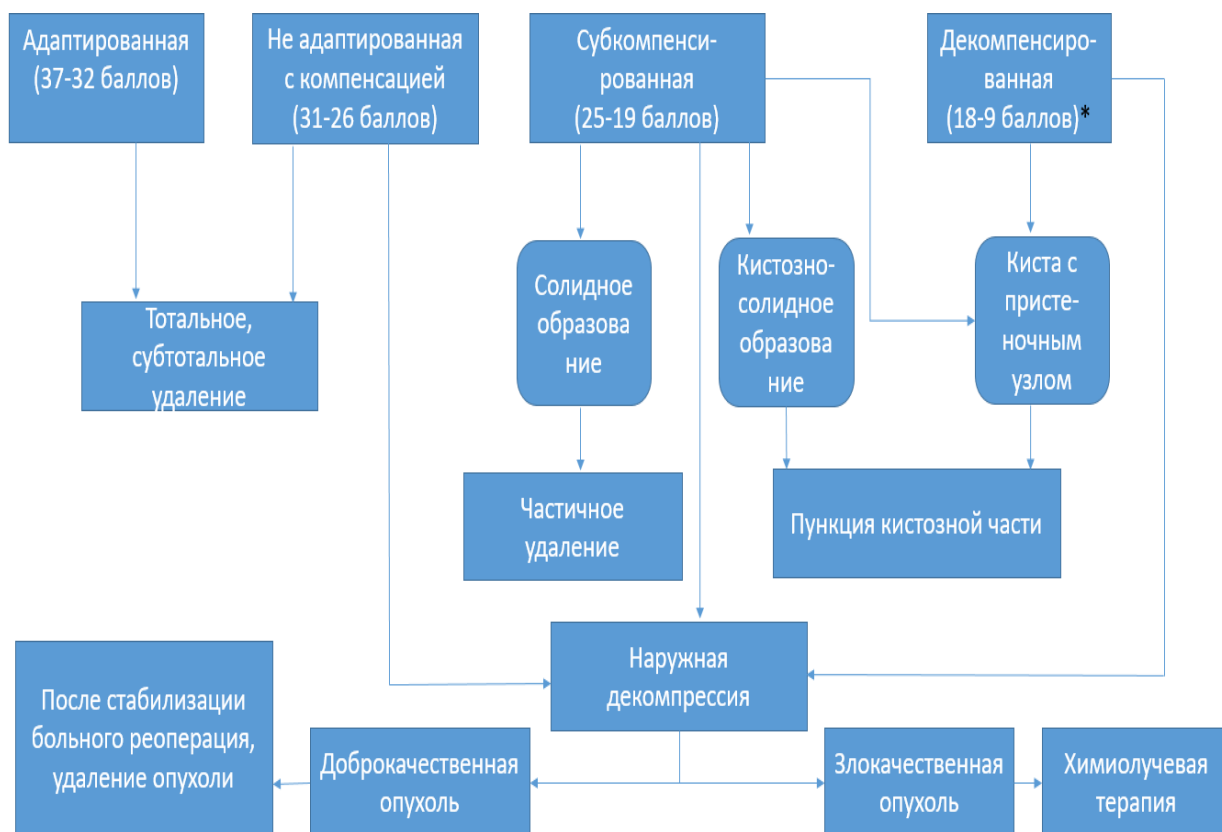 Адаптированная
(37-32 баллов)
Не адаптированная
с компенсацией
(31-26 баллов)
Субкомпенси-
рованная
(25-19 баллов)
Декомпенсиро-
ванная
(18-9 баллов)*
Солидное
образова
ние
Кистозно-
солидное
образова
ние
Киста с
присте-
ночным
узлом
Тотальное,
субтотальное
удаление
Частичное
удаление
Пункция кистозной части
Наружная
декомпрессия
После стабилизации
больного реоперация,
удаление опухоли
Доброкачественная
опухоль
Злокачественная
опухоль
Химиолучевая
терапия